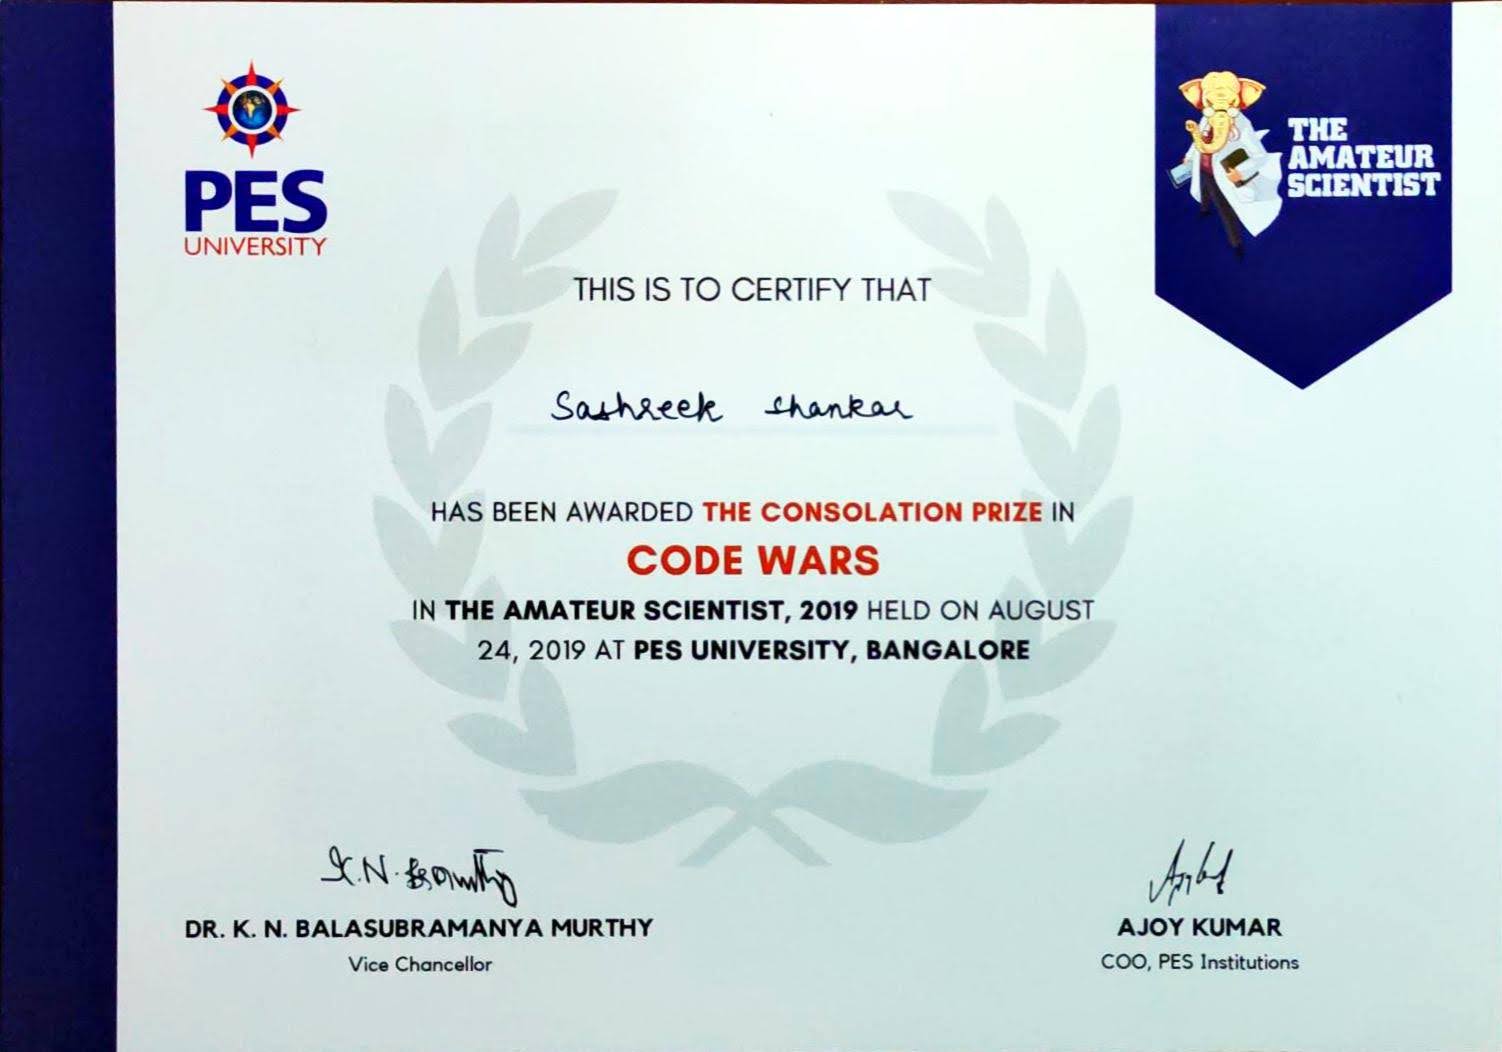 PES
UNIVERSITY
THE
AMATEUR
SCIENTIST
THIS IS TO CERTIFY THAT
Sashreek Shankar
HAS BEEN AWARDED THE CONSOLATION PRIZE IN
CODE WARS
IN THE AMATEUR SCIENTIST, 2019 HELD ON AUGUST
24, 2019 AT PES UNIVERSITY, BANGALORE
K.N.
DR. K. N. BALASUBRAMANYA MURTHY
Vice Chancellor
AJOY KUMAR
COO, PES Institutions